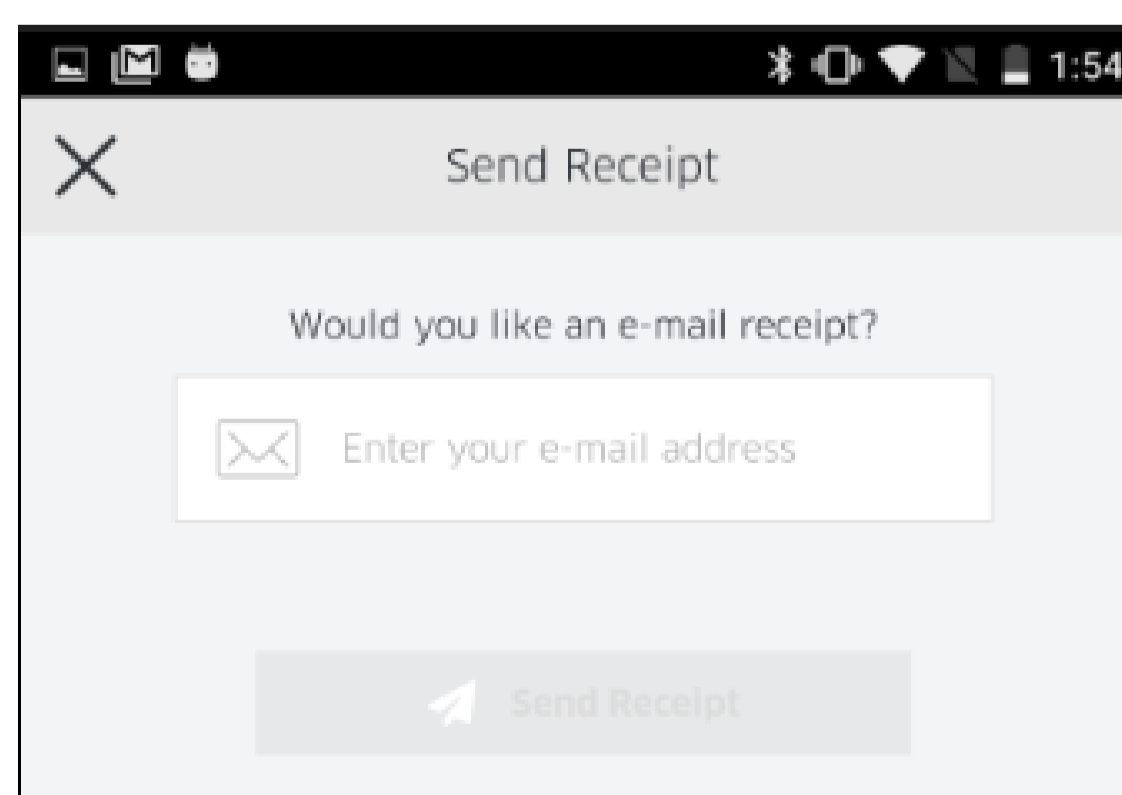 1:54
Send Receipt
Would you like an e-mail receipt?
Enter your e-mail address
Send Receipt